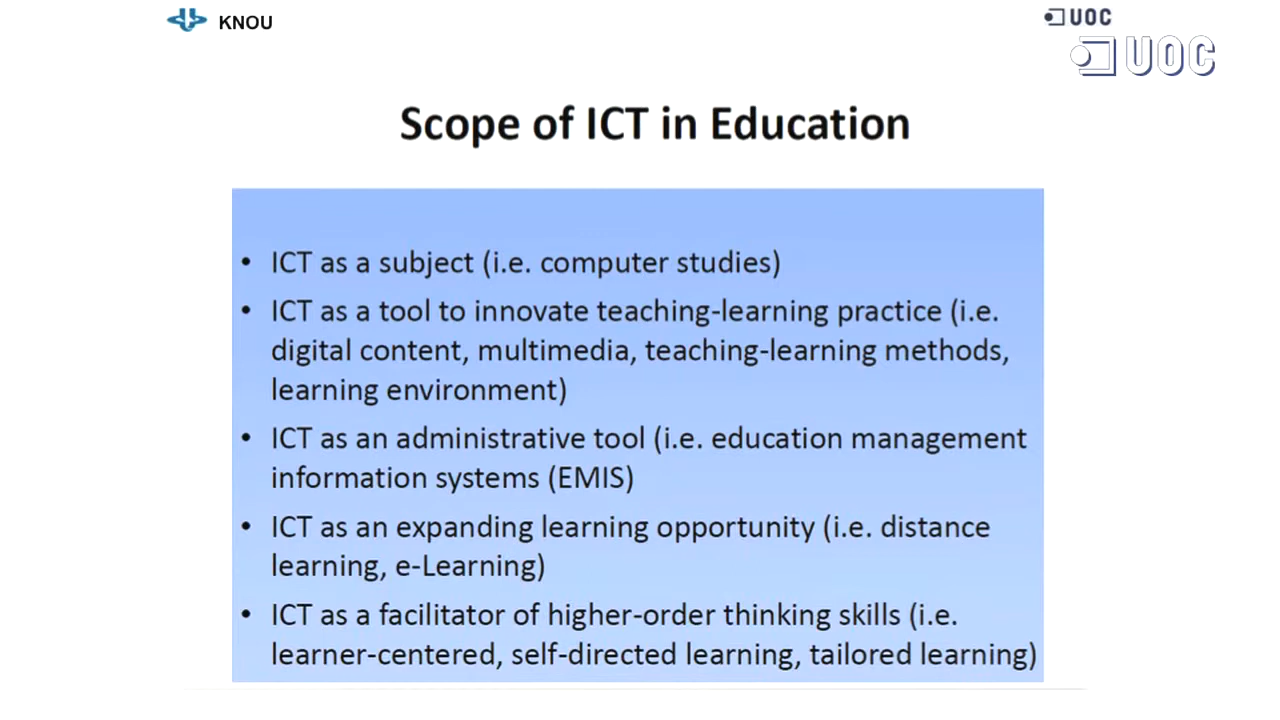 KNOU
UOC
UOC
Scope of ICT in Education
• ICT as a subject (i.e. computer studies)
• ICT as a tool to innovate teaching-learning practice (i.e.
digital content, multimedia, teaching-learning methods,
learning environment)
• ICT as an administrative tool (i.e. education management
information systems (EMIS)
• ICT as an expanding learning opportunity (i.e. distance
learning, e-Learning)
• ICT as a facilitator of higher-order thinking skills (i.e.
learner-centered, self-directed learning, tailored learning)